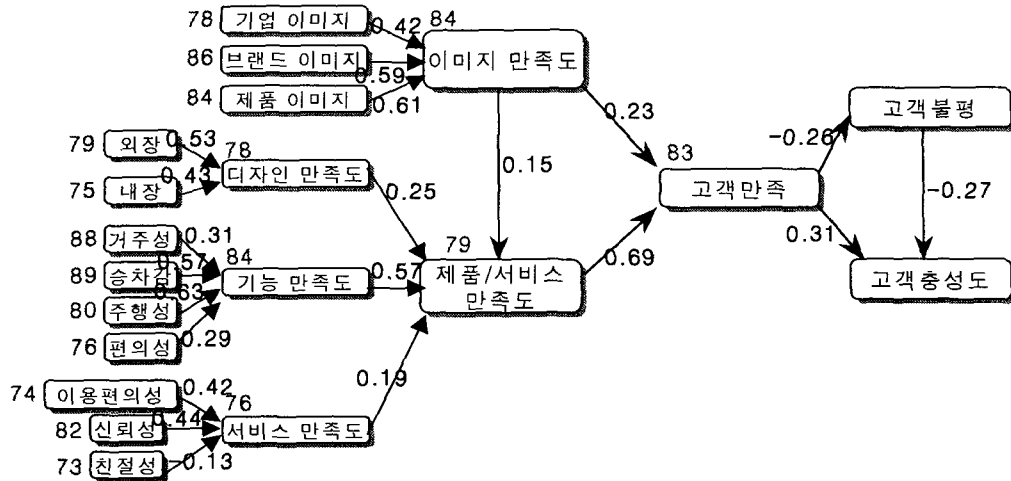 78 기업 이미지 0.42 84
86 브랜드 이미지 0.59 이미지 만족도
84 제품 이미지 0.61
0.23 고객불평
79 외장 0.53 78
0.15 83 -0.26
75 내장 0.43 디자인 만족도 0.25
고객만족 -0.27
88 거주성 0.31 84 79 0.31
89 승차감 0.57 기능 만족도 0.57 제품/서비스 0.69 고객충성도
80 주행성 0.63 만족도
76 편의성 0.29
0.19
74 이용편의성 0.42 76
82 신뢰성 0.44 서비스 만족도
73 친절성 -0.13